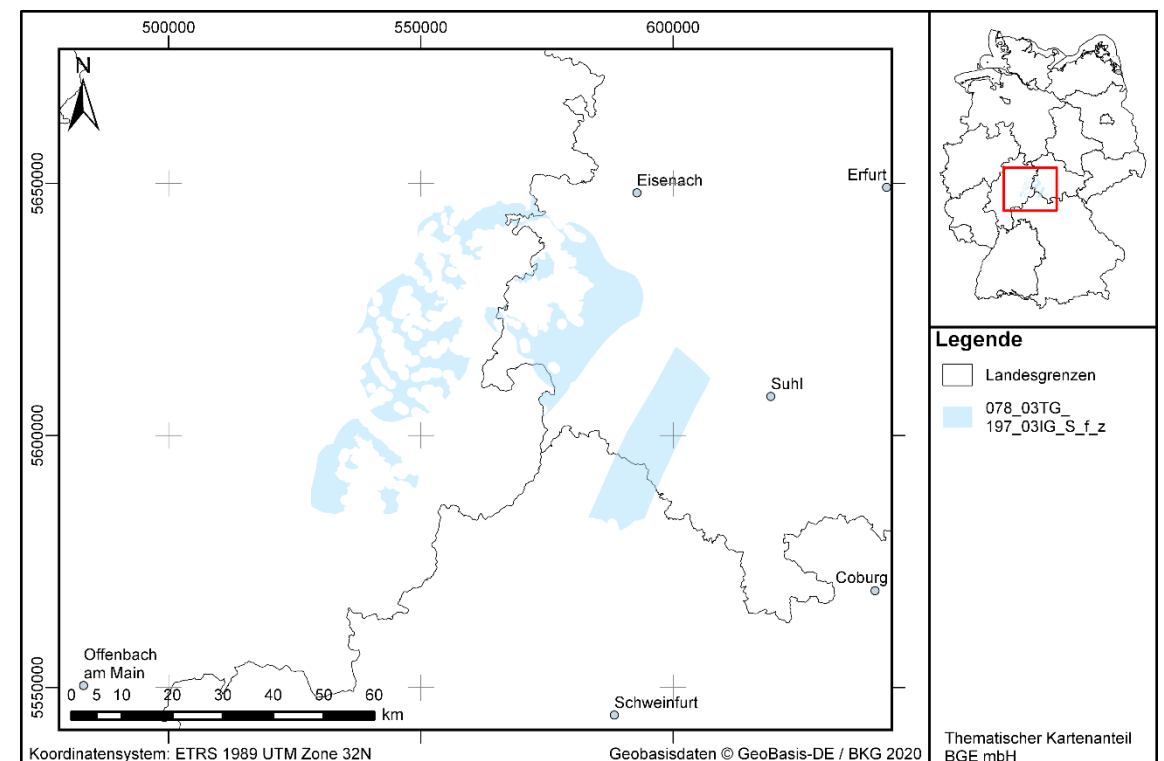 500000
550000
600000
N
5650000
5600000
5550000
Eisenach
Erfurt
Suhl
Coburg
Offenbach
am Main
Schweinfurt
0 5 10 20 30 40 50 60
km
Koordinatensystem: ETRS 1989 UTM Zone 32N
Geobasisdaten © GeoBasis-DE / BKG 2020
Legende
Landesgrenzen
078_03TG_
197_03IG_S_f_z
Thematischer Kartenanteil
BGE mbH